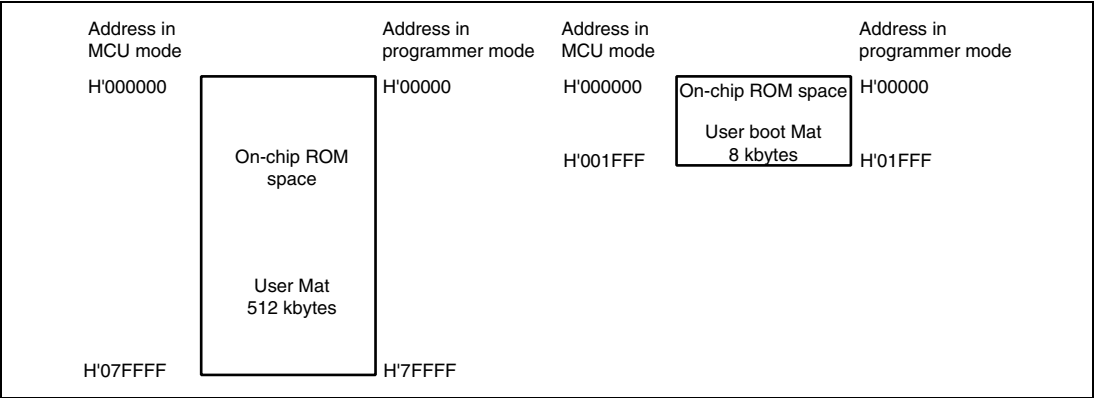 Address in
MCU mode
Address in
programmer mode
Address in
MCU mode
Address in
programmer mode
H'000000
H'00000
On-chip ROM
space
User Mat
512 kbytes
H'07FFFF
H'7FFFF
H'000000
On-chip ROM space
H'00000
User boot Mat
8 kbytes
H'001FFF
H'01FFF